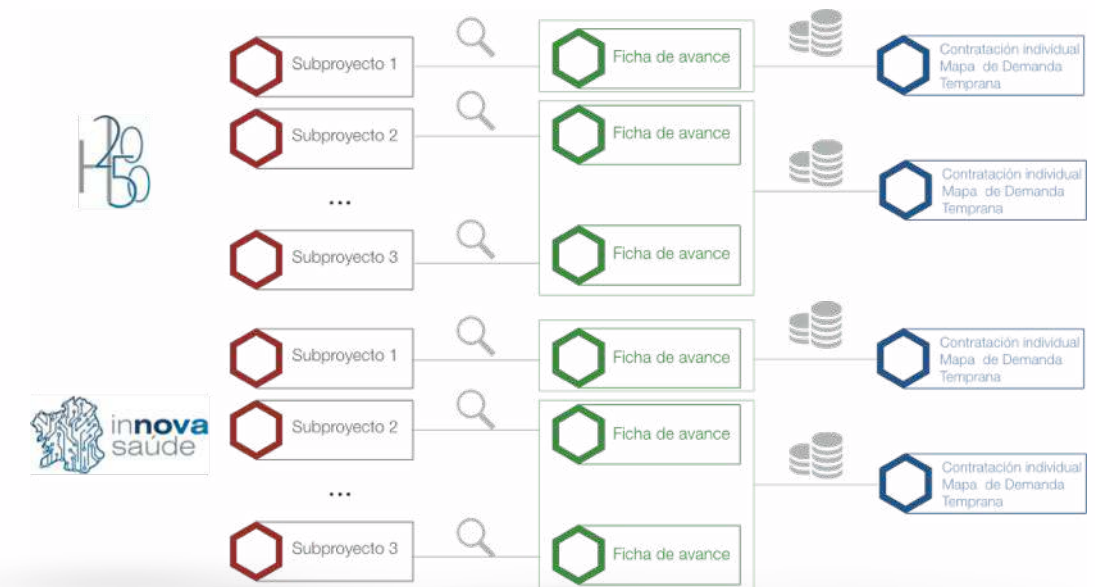 Subproyecto 1
Ficha de avance
Contratación individual
Mapa de Demanda
Temprana
H2050
Subproyecto 2
Ficha de avance
Contratación individual
Mapa de Demanda
Temprana
...
Subproyecto 3
Ficha de avance
Subproyecto 1
Ficha de avance
Contratación individual
Mapa de Demanda
Temprana
innova
saúde
Subproyecto 2
Ficha de avance
Contratación individual
Mapa de Demanda
Temprana
...
Subproyecto 3
Ficha de avance